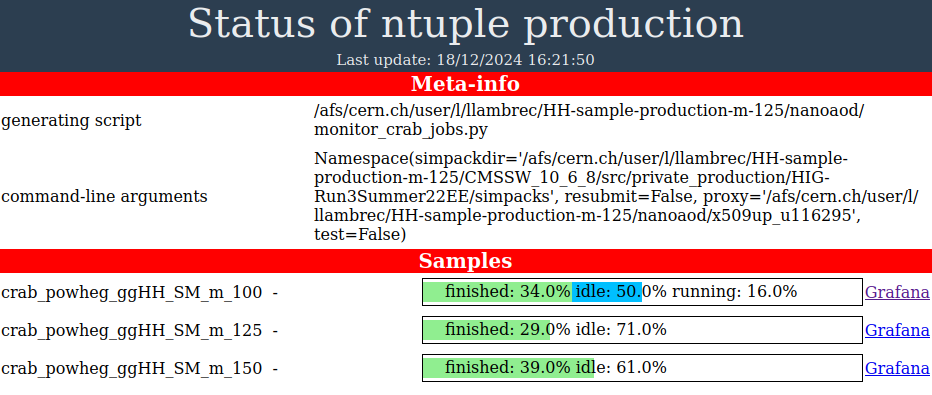 Status of ntuple production
Last update: 18/12/2024 16:21:50
Meta-info
generating script
/afs/cern.ch/user/l/llambrec/HH-sample-production-m-125/nanoaod/
monitor_crab_jobs.py
command-line arguments
Namespace(simpackdir='/afs/cern.ch/user/l/llambrec/HH-sample-
production-m-125/CMSSW_10_6_8/src/private_production/HIG-
Run3Summer22EE/simpacks', resubmit=False, proxy='/afs/cern.ch/user/l/
llambrec/HH-sample-production-m-125/nanoaod/x509up_u116295',
test=False)
Samples
crab_powheg_ggHH_SM_m_100 - finished: 34.0% idle: 50.0% running: 16.0% Grafana
crab_powheg_ggHH_SM_m_125 - finished: 29.0% idle: 71.0% Grafana
crab_powheg_ggHH_SM_m_150 - finished: 39.0% idle: 61.0% Grafana